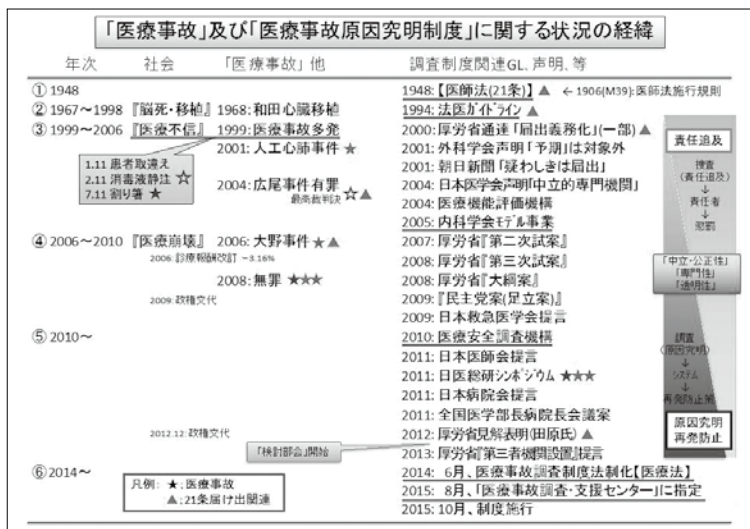 「医療事故」及び「医療事故原因究明制度」に関する状況の経緯
年次 社会 「医療事故」他 調査制度関連GL、声明、等
① 1948 1948:【医師法(21条)】 ▲ ← 1906(M39): 医師法施行規則
② 1967〜1998 『脳死・移植』 1968: 和田心臓移植 1994: 法医ガイドライン ▲
③ 1999〜2006 『医療不信』 1999: 医療事故多発 2000: 厚労省通達「届出義務化」(一部) ▲
1.11 患者取違え
2.11 消毒液静注 ☆
7.11 割り箸 ★
2001: 人工心肺事件 ★ 2001: 外科学会声明「予期」は対象外
2001: 朝日新聞「疑わしきは届出」
2004: 広尾事件有罪 2004: 日本医学会声明「中立的専門機関」
最高裁判決 ☆▲ 2004: 医療機能評価機構
2005: 内科学会モデル事業
④ 2006〜2010 『医療崩壊』 2006: 大野事件 ★▲ 2007: 厚労省『第二次試案』
2006: 診療報酬改訂 −3.16% 2008: 厚労省『第三次試案』
2008: 無罪 ★★★ 2008: 厚労省『大綱案』
2009: 政権交代 2009: 『民主党案(足立案)』
2009: 日本救急医学会提言
⑤ 2010〜 2010: 医療安全調査機構
2011: 日本医師会提言
2011: 日医総研シンポジウム ★★★
2011: 日本病院会提言
2011: 全国医学部長病院長会議案
2012.12: 政権交代 2012: 厚労省見解表明(田原氏) ▲
「検討部会」開始 2013: 厚労省『第三者機関設置』提言
⑥ 2014〜 2014: 6月、医療事故調査制度法制化【医療法】
凡例: ★:医療事故 2015: 8月、「医療事故調査・支援センター」に指定
▲:21条届け出関連 2015: 10月、制度施行
責任追及
捜査
(責任追及)
↓
責任者
↓
懲罰
「中立・公正性」
「専門性」
「透明性」
調査
(原因究明)
↓
システム
↓
再発防止策
原因究明
再発防止